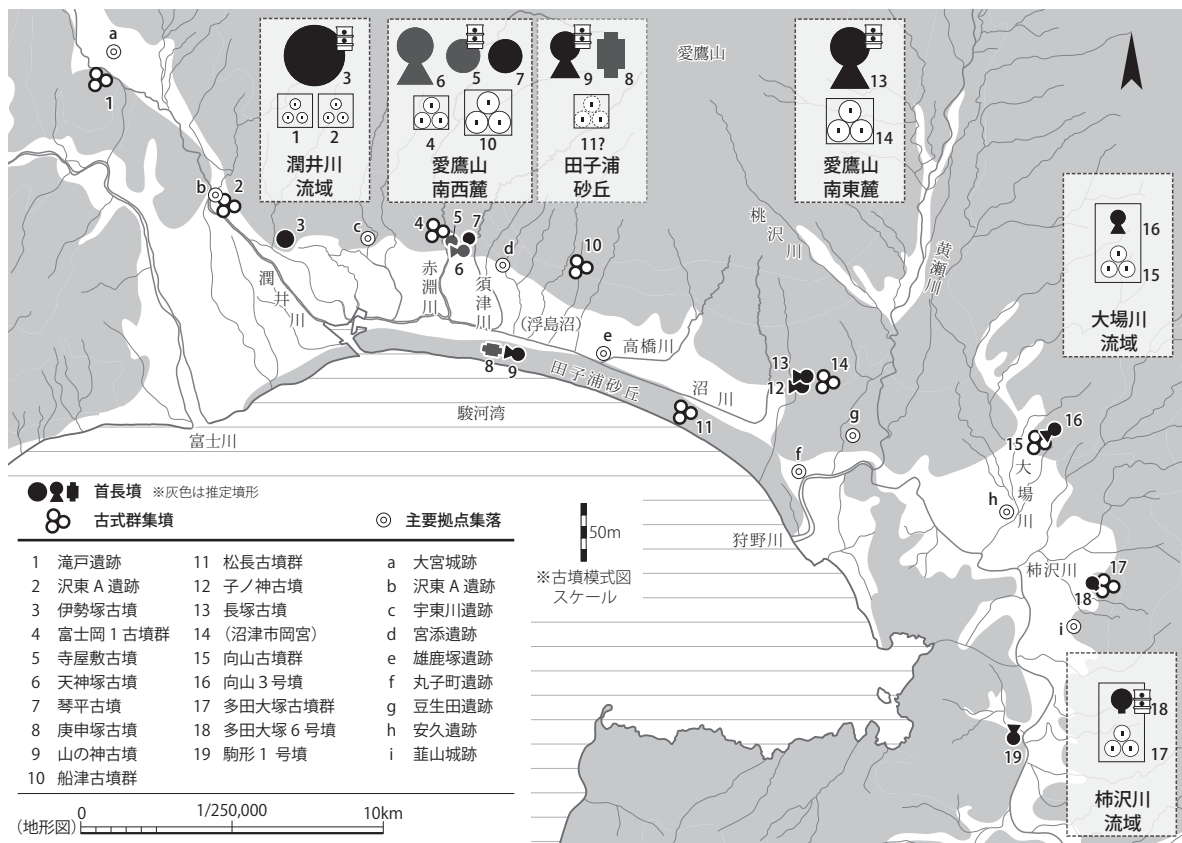 a
1
b
2
3
c
4
5
7
6
d
10
e
8
9
11
13
12
14
g
f
16
15
h
17
18
i
19
3
1
2
潤井川
流域
6
5
7
4
10
愛鷹山
南西麓
9
8
11?
田子浦
砂丘
13
14
愛鷹山
南東麓
16
15
大場川
流域
18
17
柿沢川
流域
愛鷹山
桃沢川
黄瀬川
潤井川
赤淵川
須津川
(浮島沼)
高橋川
田子浦砂丘
沼川
駿河湾
富士川
狩野川
大場川
柿沢川
首長墳 ※灰色は推定墳形
古式群集墳
主要拠点集落
1 滝戸遺跡
2 沢東 A 遺跡
3 伊勢塚古墳
4 富士岡 1 古墳群
5 寺屋敷古墳
6 天神塚古墳
7 琴平古墳
8 庚申塚古墳
9 山の神古墳
10 船津古墳群
11 松長古墳群
12 子ノ神古墳
13 長塚古墳
14 (沼津市岡宮)
15 向山古墳群
16 向山 3 号墳
17 多田大塚古墳群
18 多田大塚 6 号墳
19 駒形 1 号墳
a 大宮城跡
b 沢東 A 遺跡
c 宇東川遺跡
d 宮添遺跡
e 雄鹿塚遺跡
f 丸子町遺跡
g 豆生田遺跡
h 安久遺跡
i 韮山城跡
50m
※古墳模式図
スケール
(地形図)
0
1/250,000
10km